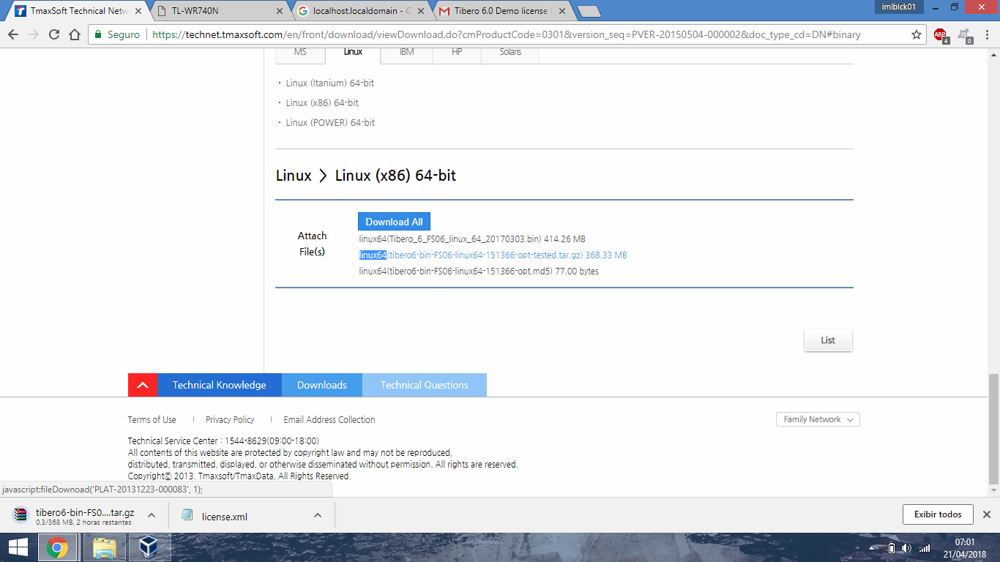 TmaxSoft Technical Netw
TL-WR740N
localhost.localdomain - G
Tibero 6.0 Demo license
imlblck01
Seguro
https://technet.tmaxsoft.com/en/front/download/viewDownload.do?cmProductCode=0301&version_seq=PVER-20150504-000002&doc_type_cd=DN#binary
ABP
4
0
MS
Linux
IBM
HP
Solaris
· Linux (Itanium) 64-bit
· Linux (x86) 64-bit
· Linux (POWER) 64-bit
Linux > Linux (x86) 64-bit
Attach
File(s)
Download All
linux64(Tibero_6_FS06_linux_64_20170303.bin) 414.26 MB
linux64(tibero6-bin-FS06-linux64-151366-opt-tested.tar.gz) 368.33 MB
linux64(tibero6-bin-FS06-linux64-151366-opt.md5) 77.00 bytes
List
Technical Knowledge
Downloads
Technical Questions
Terms of Use | Privacy Policy | Email Address Collection
Family Network
Technical Service Center : 1544-8629(09:00-18:00)
All contents of this website are protected by copyright law and may not be reproduced,
distributed, transmitted, displayed, or otherwise disseminated without permission. All rights are reserved.
Copyright© 2013. Tmaxsoft/TmaxData, All Rights Reserved.
javascript:fileDownoad('PLAT-20131223-000083', 1);
tibero6-bin-FS0....tar.gz
0,3/368 MB, 2 horas restantes
license.xml
Exibir todos
07:01
21/04/2018